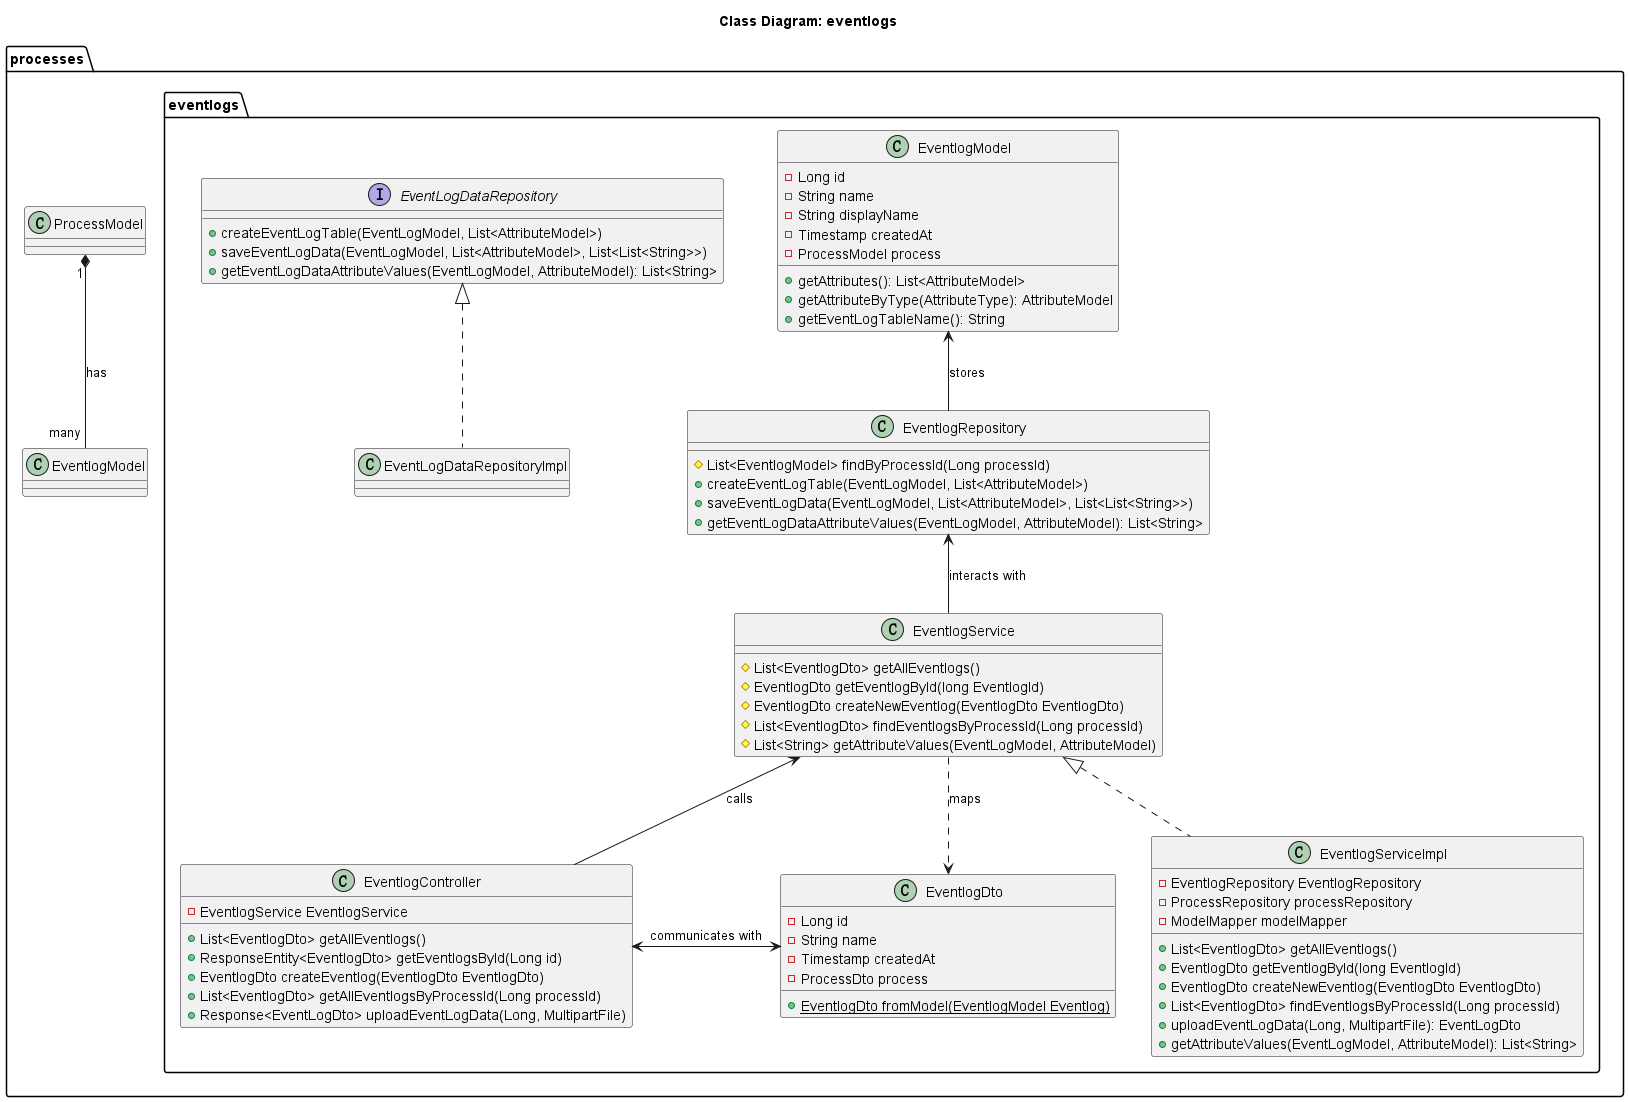 Class Diagram: eventlogs
processes
eventlogs
C ProcessModel
1
has
many
C EventlogModel
I EventLogDataRepository
createEventLogTable(EventLogModel, List<AttributeModel>)
saveEventLogData(EventLogModel, List<AttributeModel>, List<List<String>>)
getEventLogDataAttributeValues(EventLogModel, AttributeModel): List<String>
C EventLogDataRepositoryImpl
C EventlogModel
Long id
String name
String displayName
Timestamp createdAt
ProcessModel process
getAttributes(): List<AttributeModel>
getAttributeByType(AttributeType): AttributeModel
getEventLogTableName(): String
stores
C EventlogRepository
List<EventlogModel> findByProcessId(Long processId)
createEventLogTable(EventLogModel, List<AttributeModel>)
saveEventLogData(EventLogModel, List<AttributeModel>, List<List<String>>)
getEventLogDataAttributeValues(EventLogModel, AttributeModel): List<String>
interacts with
C EventlogService
List<EventlogDto> getAllEventlogs()
EventlogDto getEventlogById(long EventlogId)
EventlogDto createNewEventlog(EventlogDto EventlogDto)
List<EventlogDto> findEventlogsByProcessId(Long processId)
List<String> getAttributeValues(EventLogModel, AttributeModel)
calls
maps
C EventlogController
EventlogService EventlogService
List<EventlogDto> getAllEventlogs()
ResponseEntity<EventlogDto> getEventlogsById(Long id)
EventlogDto createEventlog(EventlogDto EventlogDto)
List<EventlogDto> getAllEventlogsByProcessId(Long processId)
Response<EventLogDto> uploadEventLogData(Long, MultipartFile)
communicates with
C EventlogDto
Long id
String name
Timestamp createdAt
ProcessDto process
EventlogDto fromModel(EventlogModel Eventlog)
C EventlogServiceImpl
EventlogRepository EventlogRepository
ProcessRepository processRepository
ModelMapper modelMapper
List<EventlogDto> getAllEventlogs()
EventlogDto getEventlogById(long EventlogId)
EventlogDto createNewEventlog(EventlogDto EventlogDto)
List<EventlogDto> findEventlogsByProcessId(Long processId)
uploadEventLogData(Long, MultipartFile): EventLogDto
getAttributeValues(EventLogModel, AttributeModel): List<String>